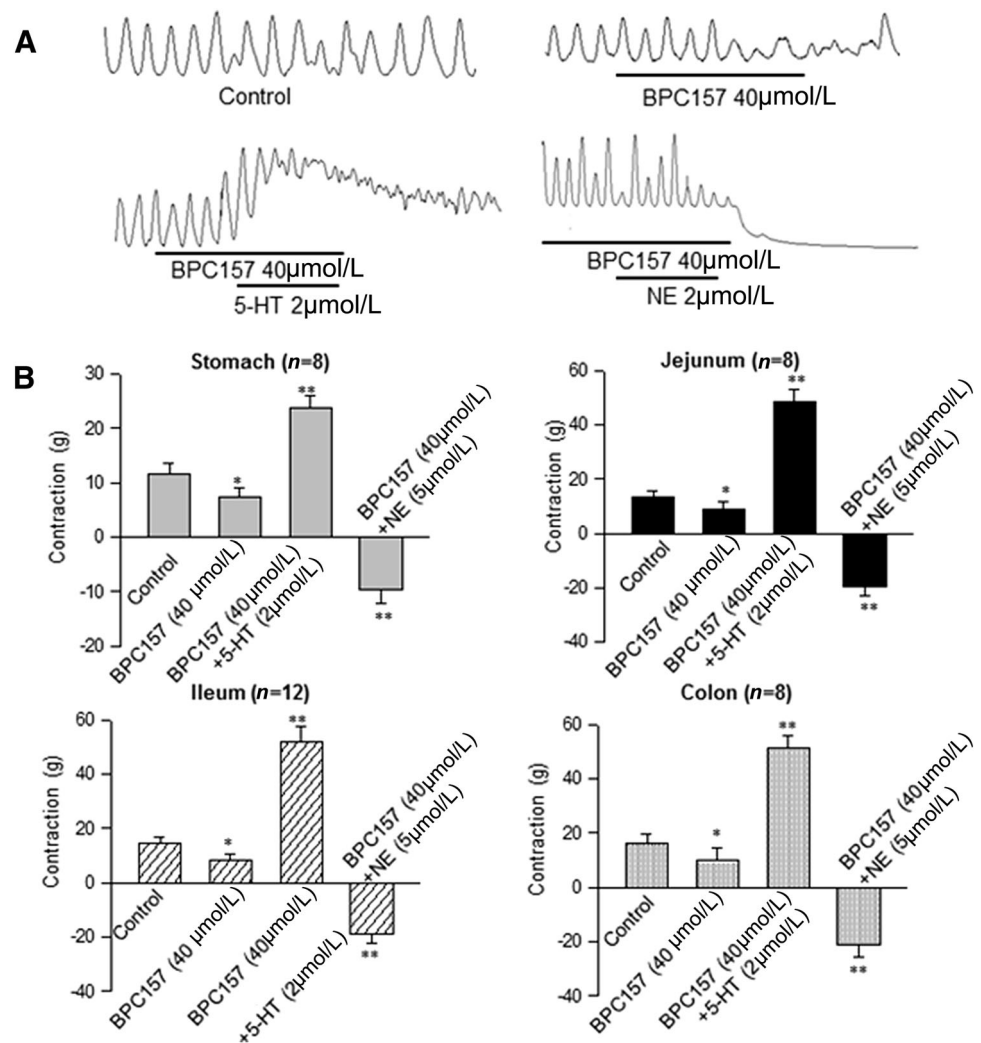 A
Control
BPC157 40µmol/L
BPC157 40µmol/L
5-HT 2µmol/L
BPC157 40µmol/L
NE 2µmol/L
B
Stomach (n=8)
Contraction (g)
30
20
10
0
-10
-20
*
**
**
Control
BPC157 (40 µmol/L)
BPC157 (40µmol/L)
+5-HT (2µmol/L)
BPC157 (40µmol/L)
+NE (5µmol/L)
Jejunum (n=8)
Contraction (g)
60
40
20
0
-20
-40
*
**
**
Control
BPC157 (40 µmol/L)
BPC157 (40µmol/L)
+5-HT (2µmol/L)
BPC157 (40µmol/L)
+NE (5µmol/L)
Ileum (n=12)
Contraction (g)
60
40
20
0
-20
-40
*
**
**
Control
BPC157 (40 µmol/L)
BPC157 (40µmol/L)
+5-HT (2µmol/L)
BPC157 (40µmol/L)
+NE (5µmol/L)
Colon (n=8)
Contraction (g)
60
40
20
0
-20
-40
*
**
**
Control
BPC157 (40 µmol/L)
BPC157 (40µmol/L)
+5-HT (2µmol/L)
BPC157 (40µmol/L)
+NE (5µmol/L)